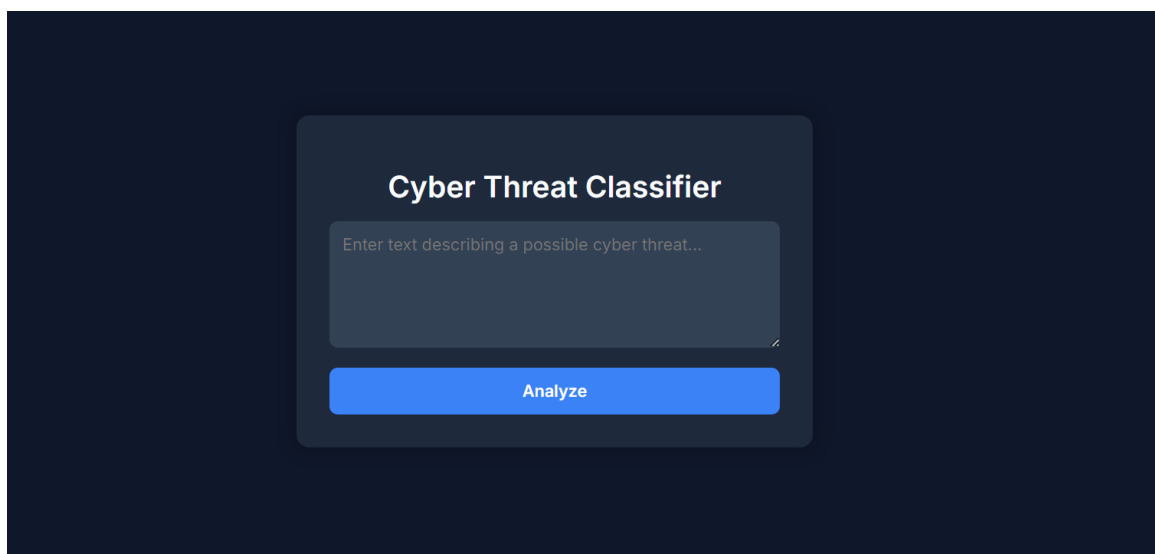 Cyber Threat Classifier
Enter text describing a possible cyber threat...
Analyze